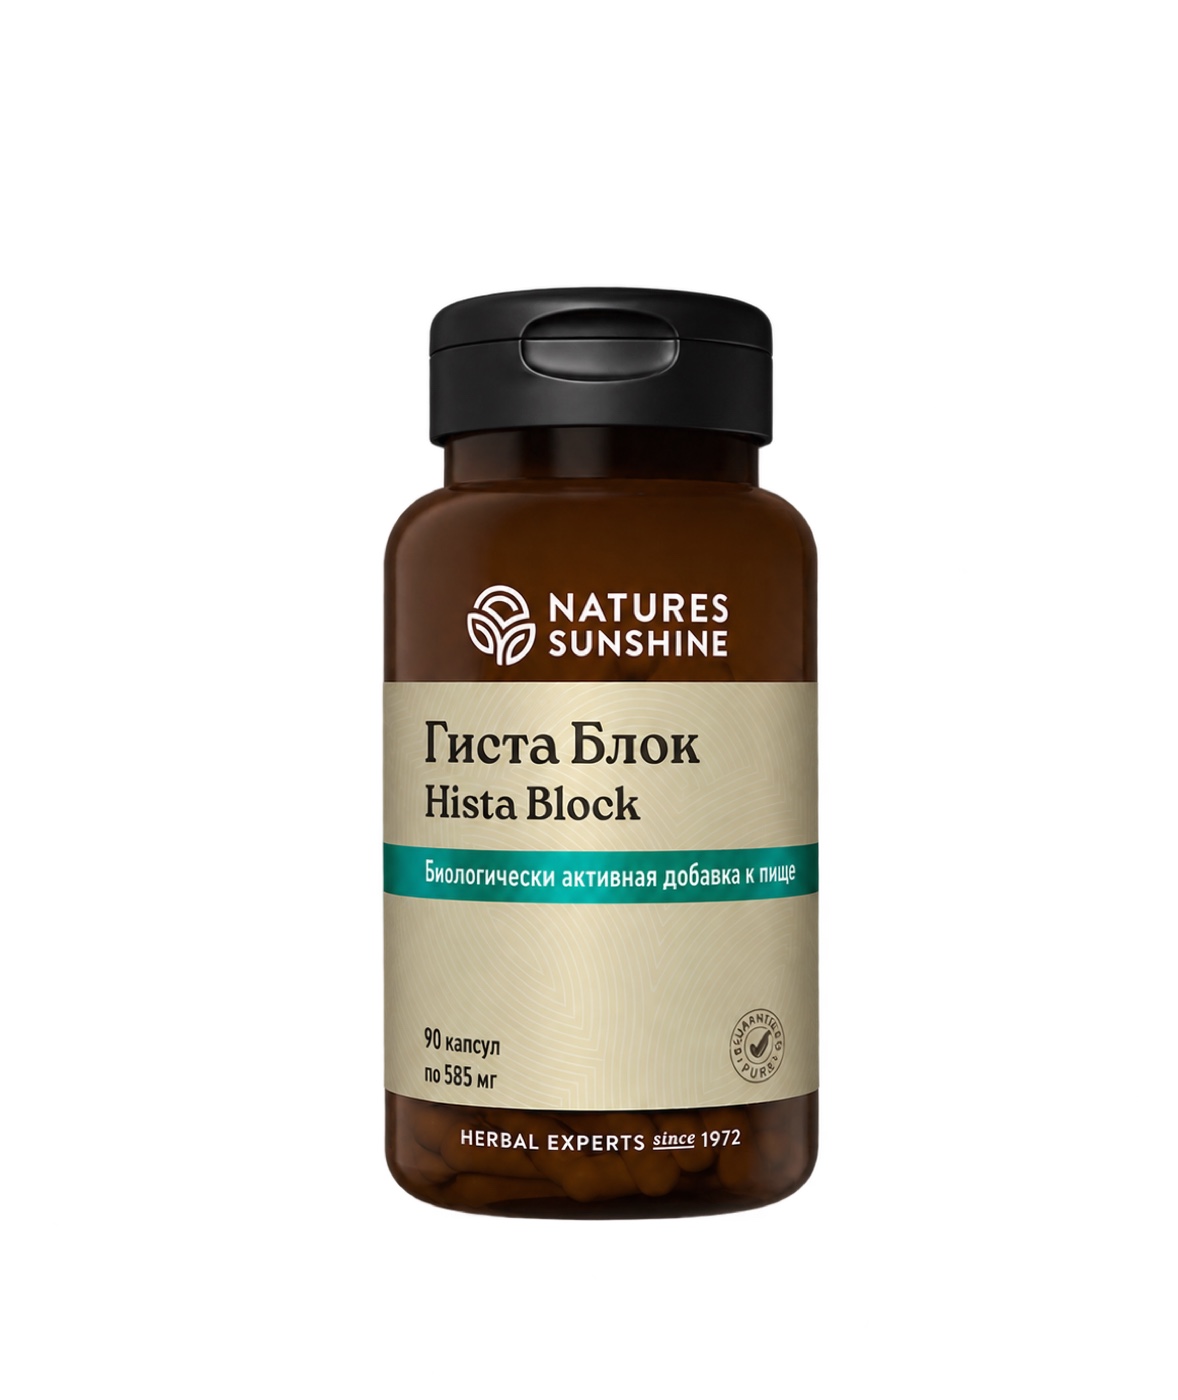 NATURES
SUNSHINE
Гиста Блок
Hista Block
Биологически активная добавка к пище
90 капсул
по 585 мг
PURE
HERBAL EXPERTS since 1972